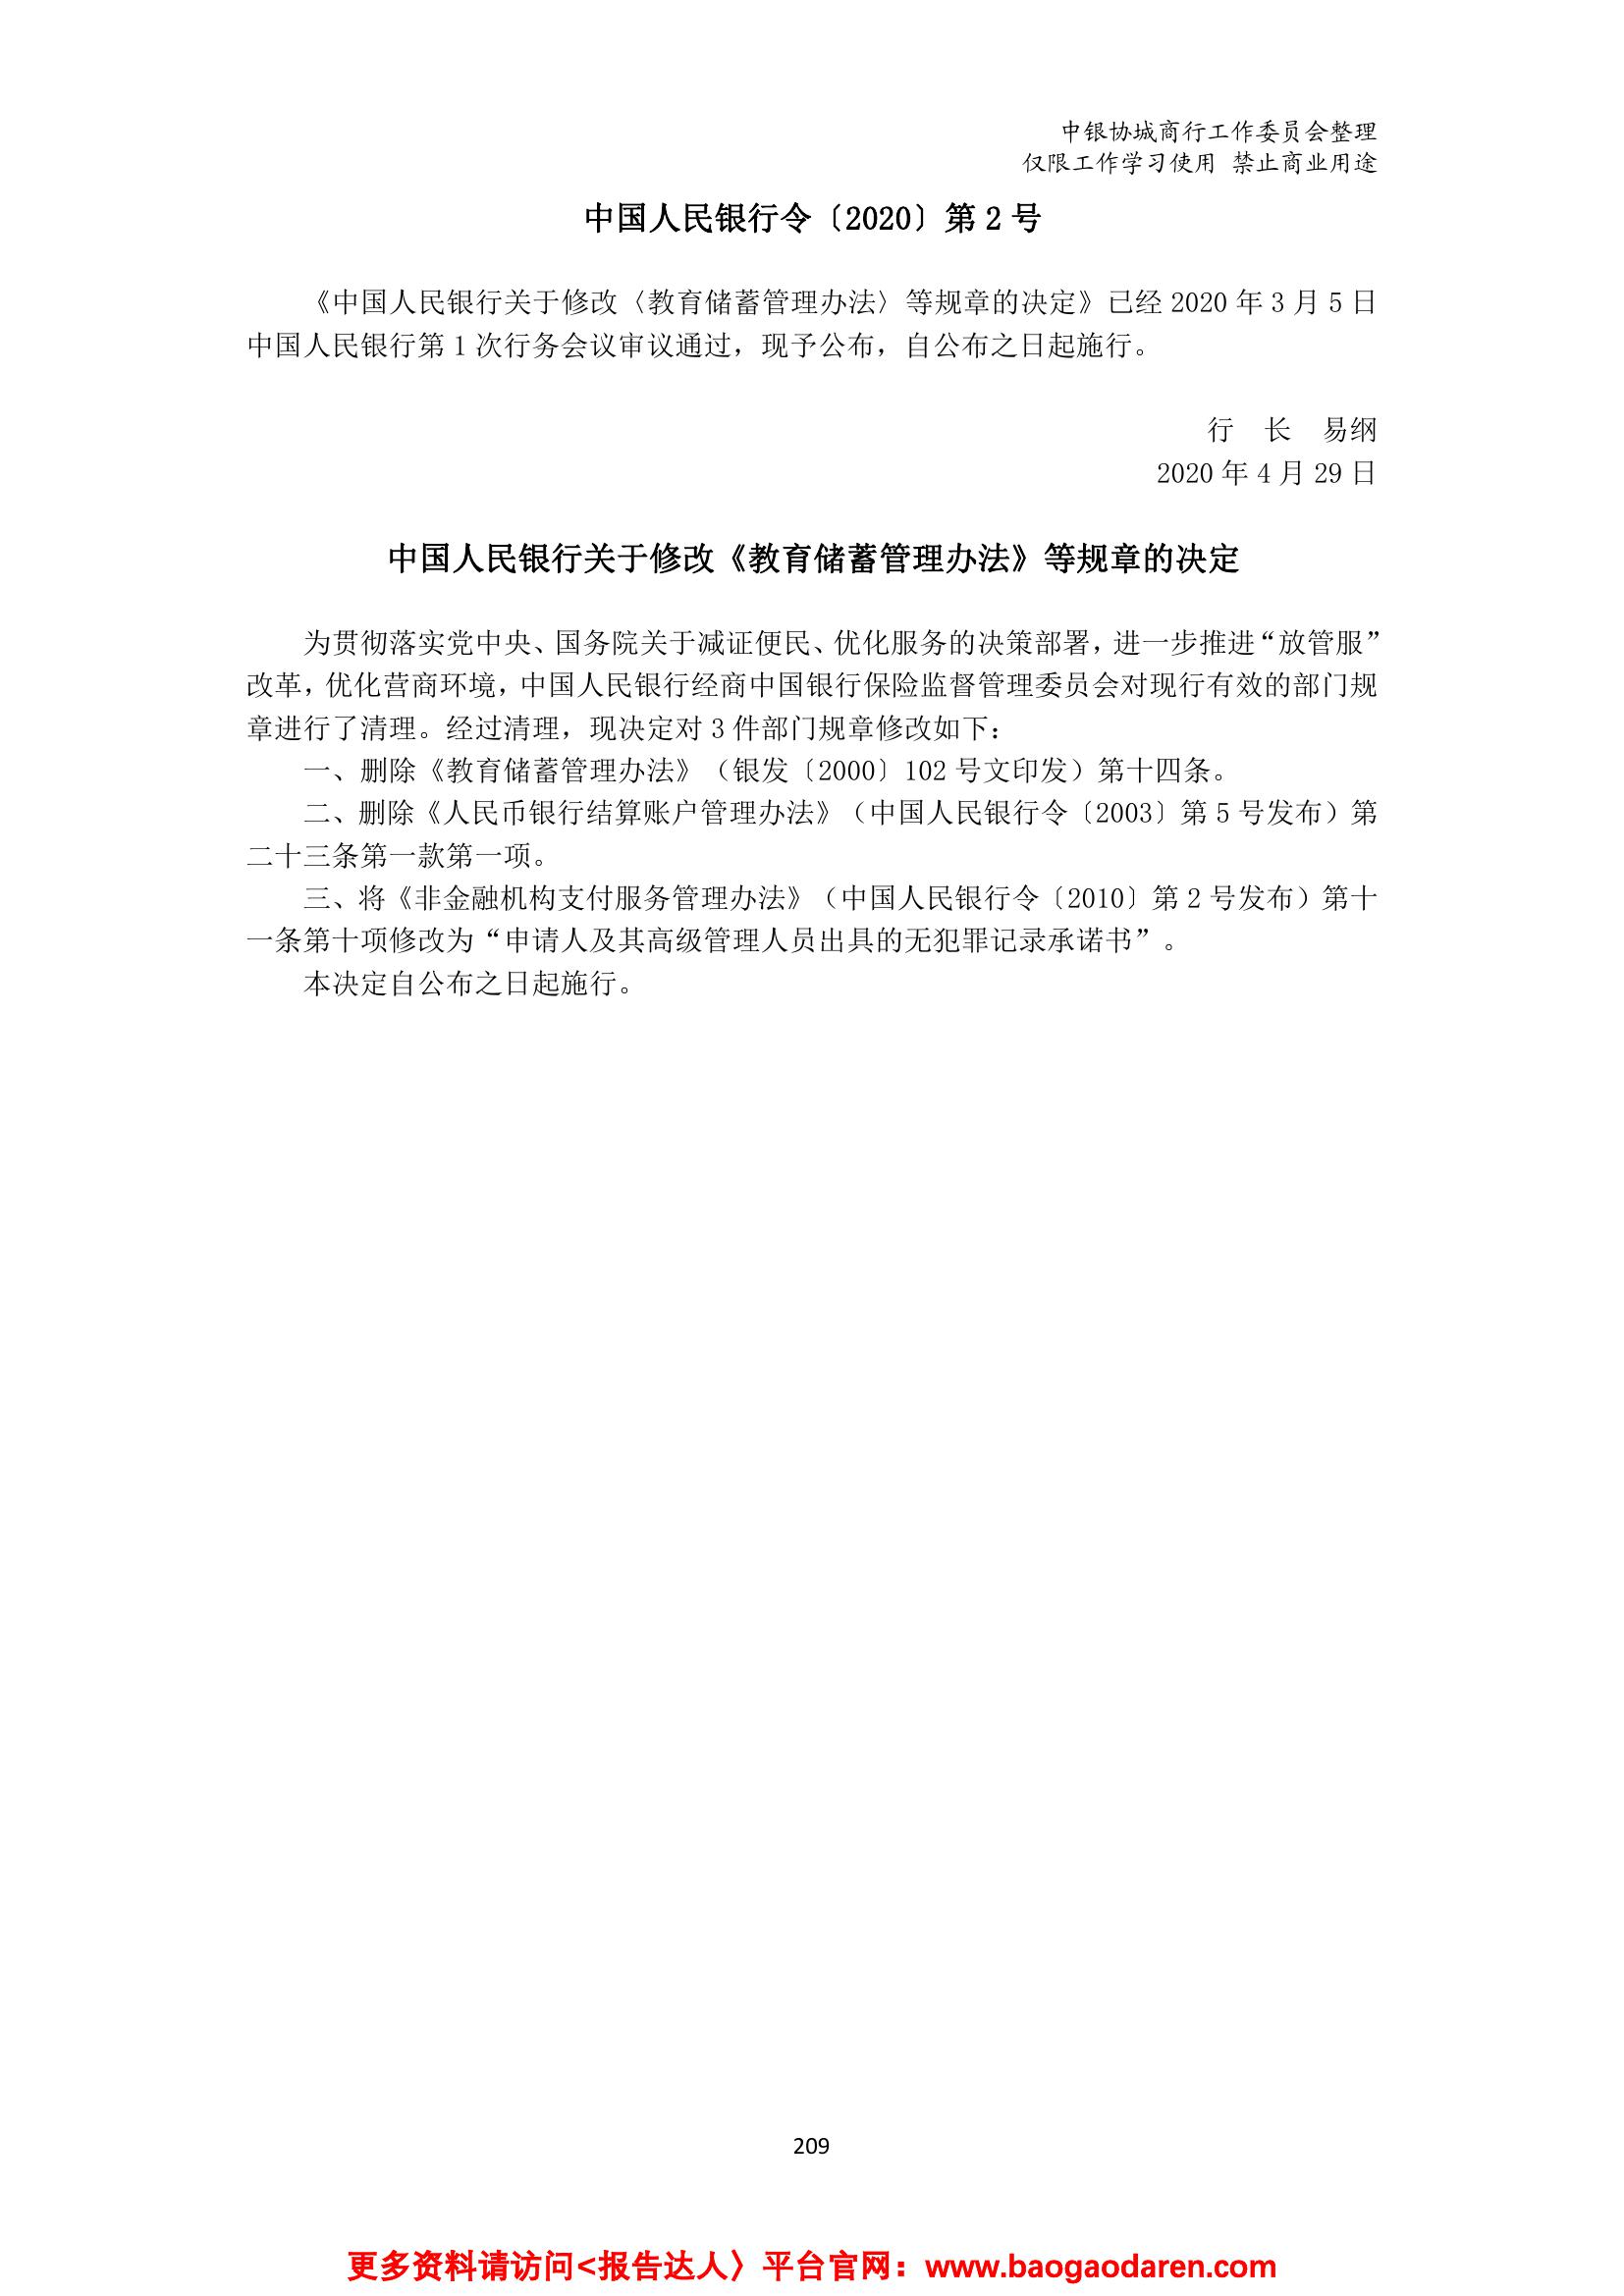 中银协城商行工作委员会整理
仅限工作学习使用 禁止商业用途
中国人民银行令〔2020〕第 2 号
《中国人民银行关于修改〈教育储蓄管理办法〉等规章的决定》已经 2020 年 3 月 5 日
中国人民银行第 1 次行务会议审议通过，现予公布，自公布之日起施行。
行 长 易纲
2020 年 4 月 29 日
中国人民银行关于修改《教育储蓄管理办法》等规章的决定
为贯彻落实党中央、国务院关于减证便民、优化服务的决策部署，进一步推进“放管服”
改革，优化营商环境，中国人民银行经商中国银行保险监督管理委员会对现行有效的部门规
章进行了清理。经过清理，现决定对 3 件部门规章修改如下：
一、删除《教育储蓄管理办法》（银发〔2000〕102 号文印发）第十四条。
二、删除《人民币银行结算账户管理办法》（中国人民银行令〔2003〕第 5 号发布）第
二十三条第一款第一项。
三、将《非金融机构支付服务管理办法》（中国人民银行令〔2010〕第 2 号发布）第十
一条第十项修改为“申请人及其高级管理人员出具的无犯罪记录承诺书”。
本决定自公布之日起施行。
209
更多资料请访问<报告达人〉平台官网：www.baogaodaren.com